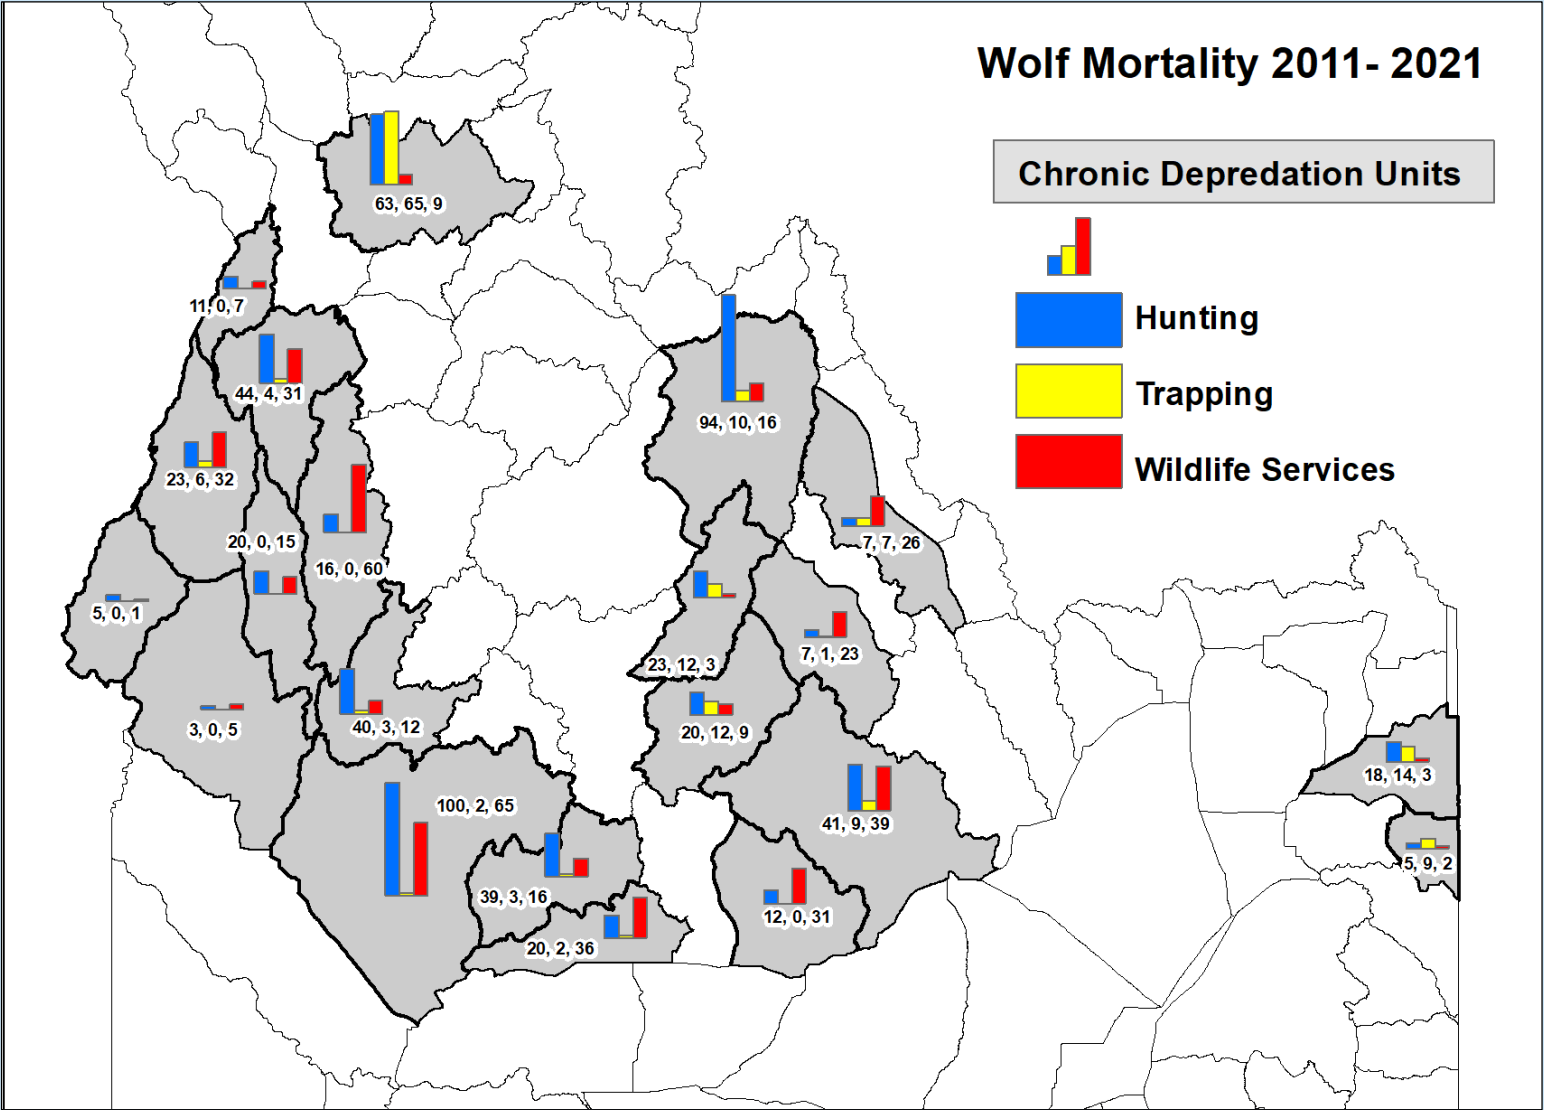 Wolf Mortality 2011- 2021
Chronic Depredation Units
Hunting
Trapping
Wildlife Services
63, 65, 9
11, 0, 7
44, 4, 31
94, 10, 16
23, 6, 32
20, 0, 15
7, 7, 26
16, 0, 60
5, 0, 1
7, 1, 23
23, 12, 3
3, 0, 5
40, 3, 12
20, 12, 9
18, 14, 3
100, 2, 65
41, 9, 39
5, 9, 2
39, 3, 16
12, 0, 31
20, 2, 36